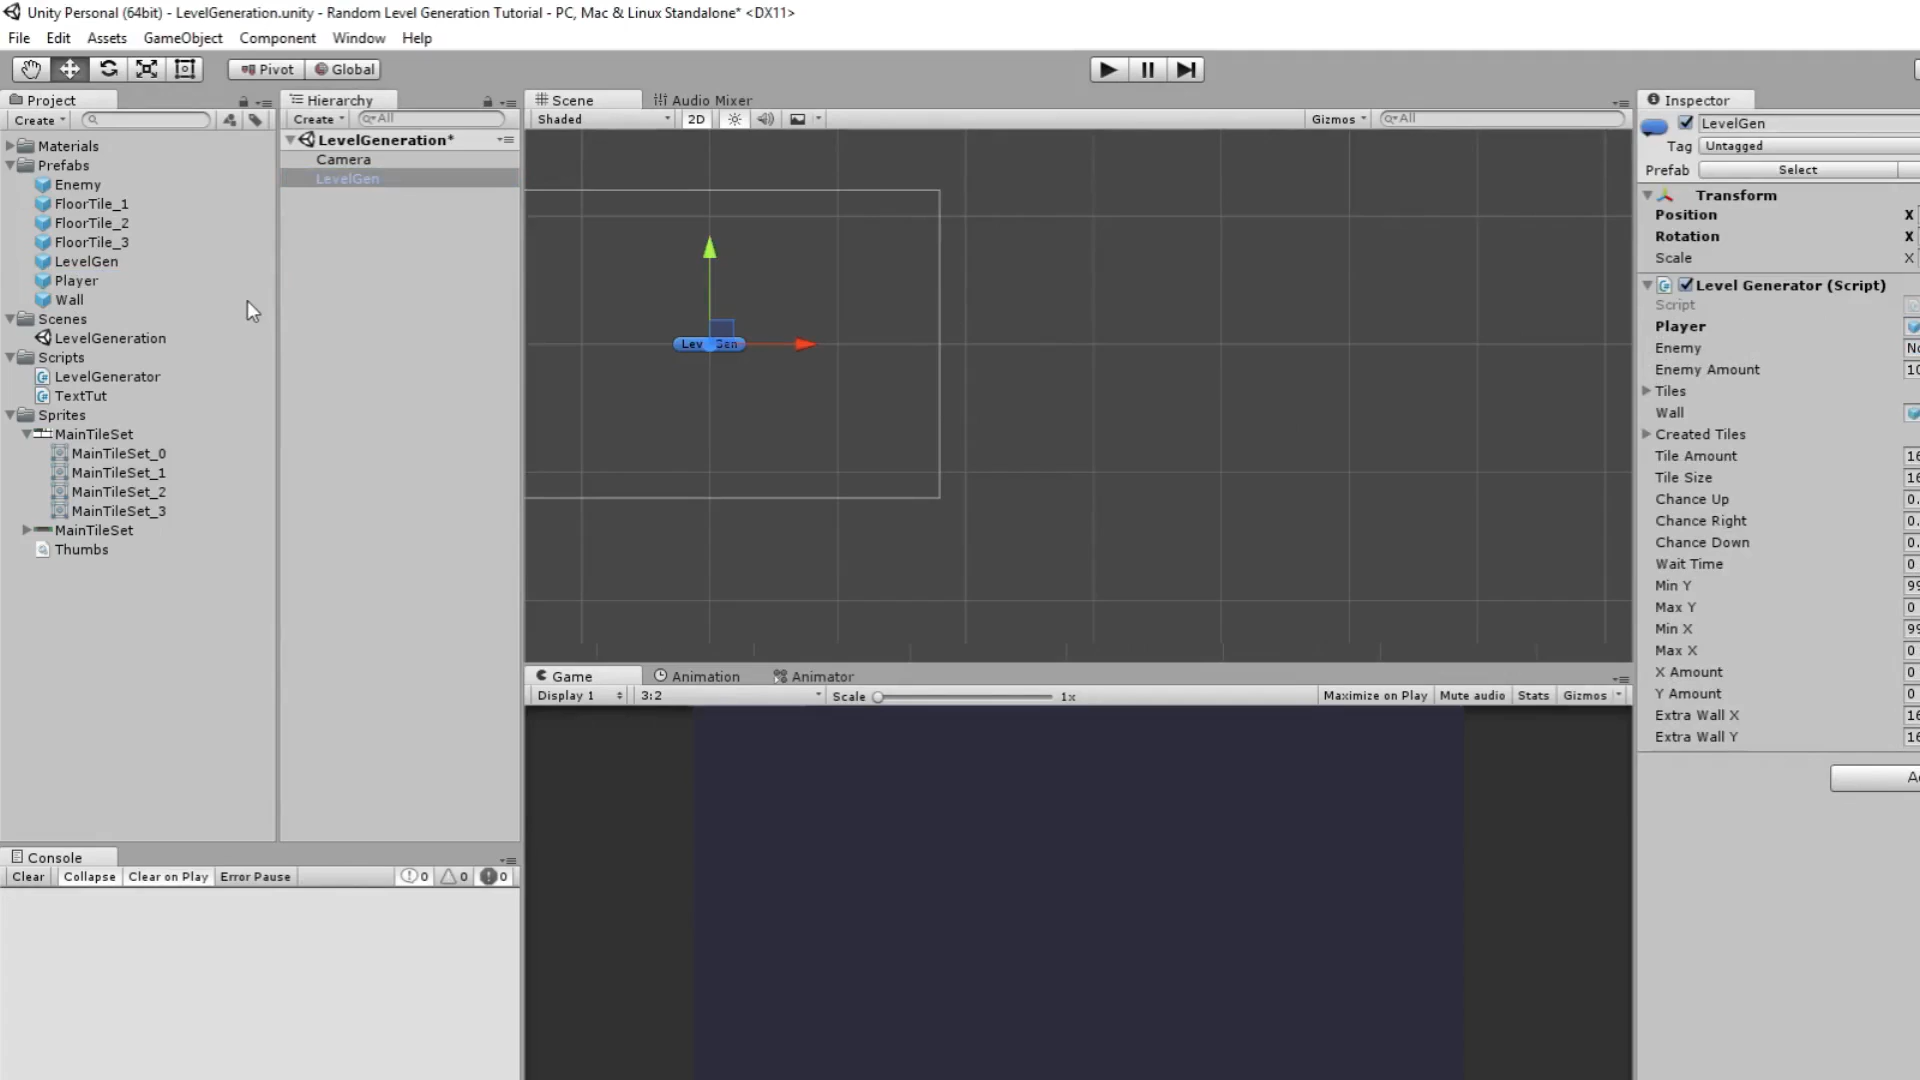 Unity Personal (64bit) - LevelGeneration.unity - Random Level Generation Tutorial - PC, Mac & Linux Standalone* <DX11>
File Edit Assets GameObject Component Window Help
Pivot Global
Project
Create
Materials
Prefabs
Enemy
FloorTile_1
FloorTile_2
FloorTile_3
LevelGen
Player
Wall
Scenes
LevelGeneration
Scripts
LevelGenerator
TextTut
Sprites
MainTileSet
MainTileSet_0
MainTileSet_1
MainTileSet_2
MainTileSet_3
MainTileSet
Thumbs
Hierarchy
Create All
LevelGeneration*
Camera
LevelGen
Scene Audio Mixer
Shaded 2D Gizmos All
Game Animation Animator
Display 1 3:2 Scale 1x Maximize on Play Mute audio Stats Gizmos
Console
Clear Collapse Clear on Play Error Pause 0 0 0
Inspector
LevelGen
Tag Untagged
Prefab Select
Transform
Position X
Rotation X
Scale X
Level Generator (Script)
Script
Player
Enemy
Enemy Amount
Tiles
Wall
Created Tiles
Tile Amount
Tile Size
Chance Up
Chance Right
Chance Down
Wait Time 0
Min Y
Max Y 0
Min X
Max X 0
X Amount 0
Y Amount 0
Extra Wall X
Extra Wall Y